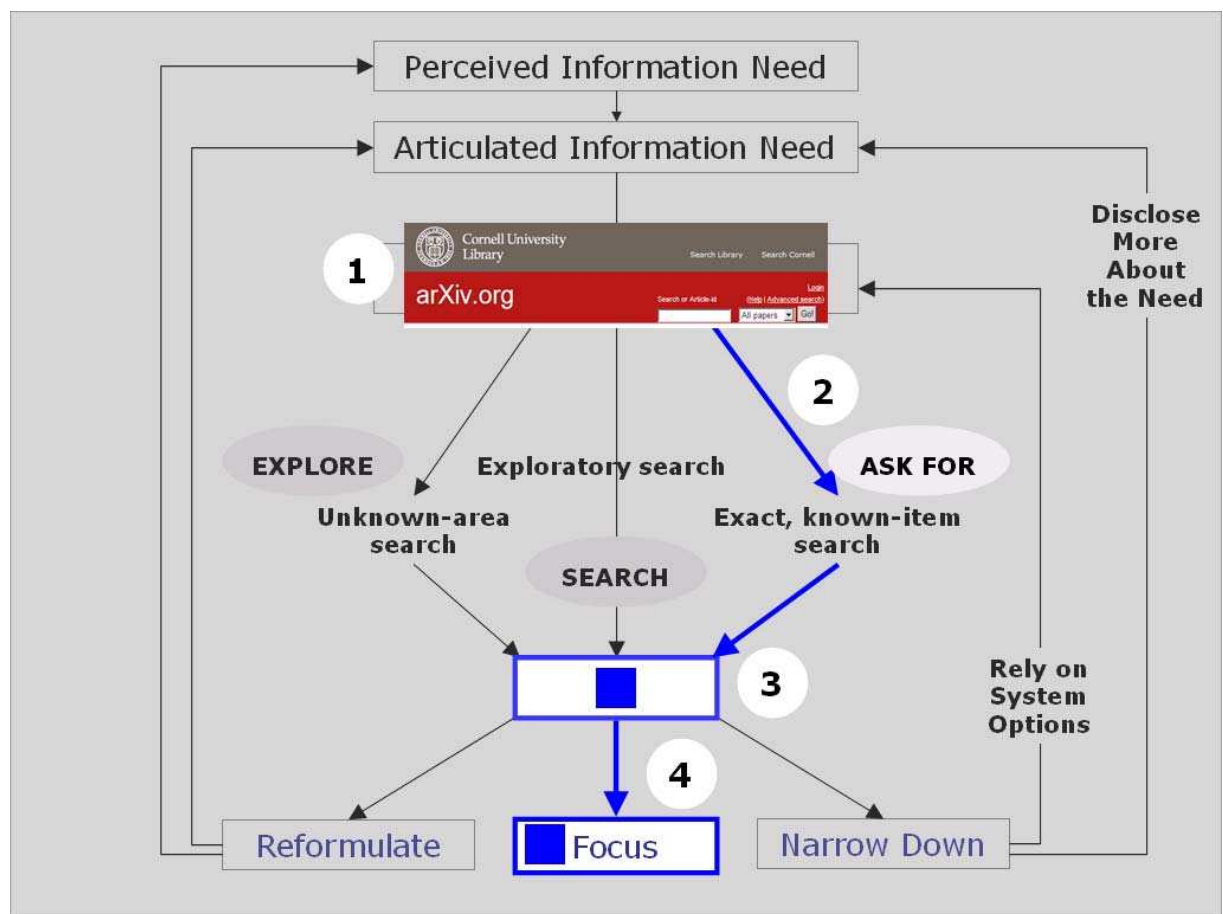 Perceived Information Need
Articulated Information Need
Disclose
More
About
the Need
1
Cornell University
Library
Search Library
Search Cornell
arXiv.org
Login
Search or Article-id
(Help | Advanced search)
All papers
Go!
2
EXPLORE
Exploratory search
ASK FOR
Unknown-area
search
Exact, known-item
search
SEARCH
3
Rely on
System
Options
4
Reformulate
Focus
Narrow Down